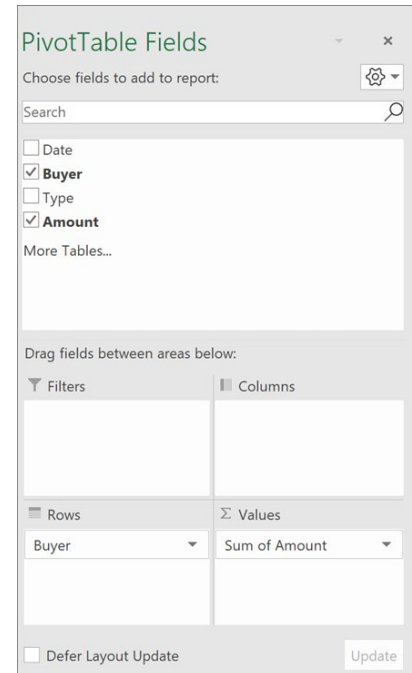 PivotTable Fields
Choose fields to add to report:
Search
Date
Buyer
Type
Amount
More Tables...
Drag fields between areas below:
Filters
Columns
Rows
Σ Values
Buyer
Sum of Amount
Defer Layout Update
Update